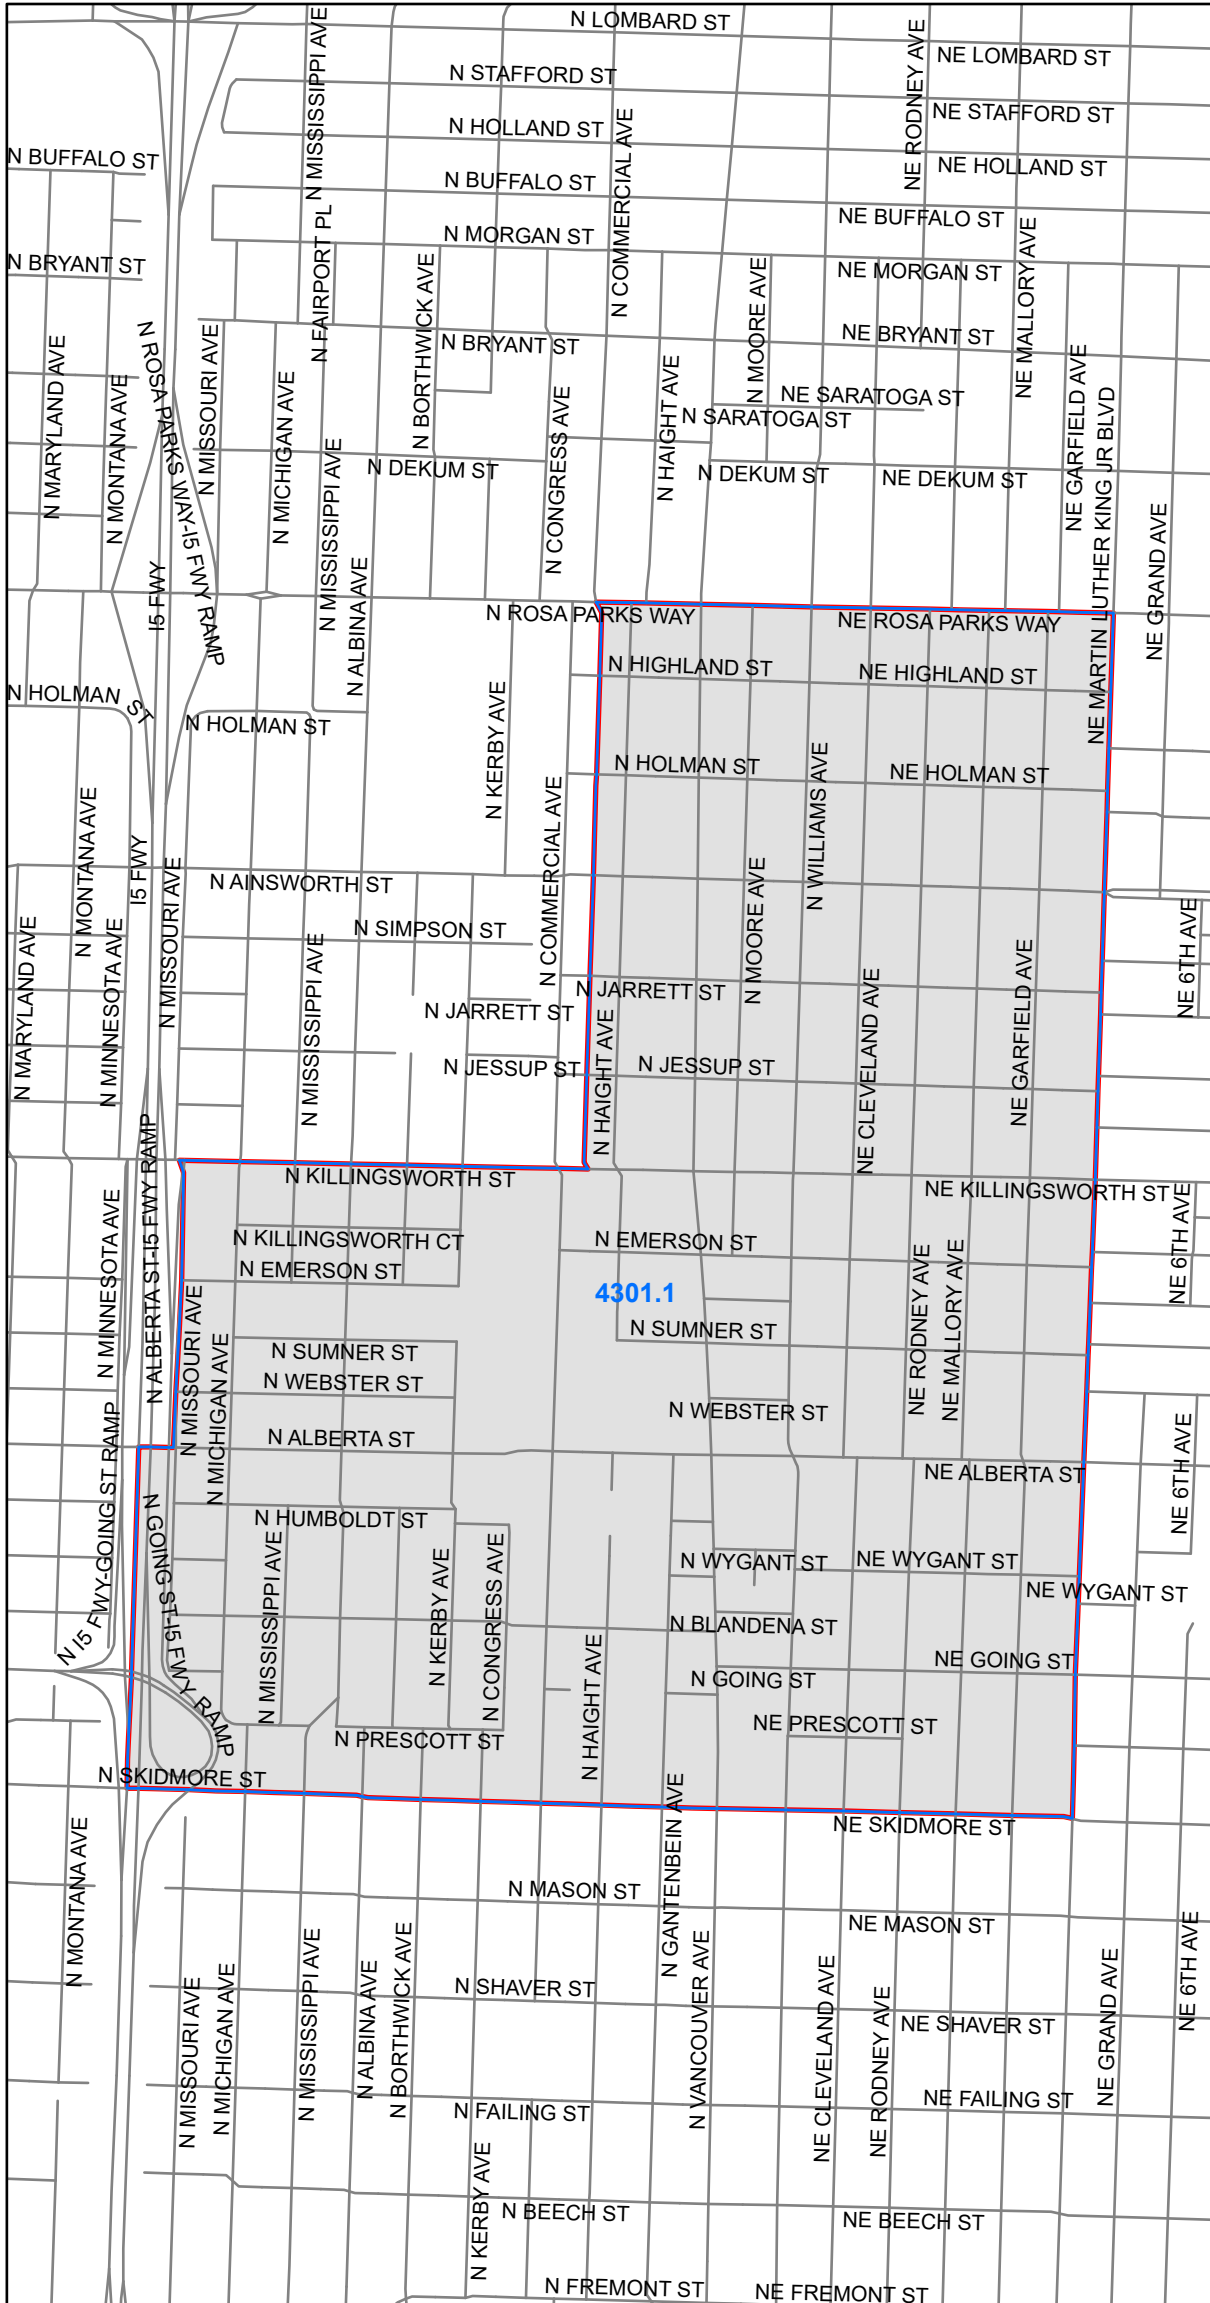 N LOMBARD ST
NE LOMBARD ST
N MISSISSIPPI AVE
NE RODNEY AVE
N STAFFORD ST
NE STAFFORD ST
N HOLLAND ST
N COMMERCIAL AVE
NE HOLLAND ST
N BUFFALO ST
N BUFFALO ST
NE BUFFALO ST
N FAIRPORT PL
N MORGAN ST
NE MALLORY AVE
N BRYANT ST
NE MORGAN ST
N BORTHWICK AVE
N MOORE AVE
N ROSA PARKS WAY-I5 FWY RAMP
N MISSOURI AVE
N BRYANT ST
NE BRYANT ST
N MARYLAND AVE
N MONTANA AVE
N MICHIGAN AVE
N HAIGHT AVE
NE GARFIELD AVE
N CONGRESS AVE
NE SARATOGA ST
N SARATOGA ST
N MISSISSIPPI AVE
N DEKUM ST
N DEKUM ST
NE DEKUM ST
NE MARTIN LUTHER KING JR BLVD
NE GRAND AVE
I5 FWY
N ALBINA AVE
N ROSA PARKS WAY
NE ROSA PARKS WAY
N HIGHLAND ST
NE HIGHLAND ST
N HOLMAN ST
N HOLMAN ST
N KERBY AVE
N HOLMAN ST
NE HOLMAN ST
N WILLIAMS AVE
N MONTANA AVE
N COMMERCIAL AVE
I5 FWY
N MISSOURI AVE
N AINSWORTH ST
N MOORE AVE
N MARYLAND AVE
N MINNESOTA AVE
N SIMPSON ST
N MISSISSIPPI AVE
NE 6TH AVE
NE GARFIELD AVE
NE CLEVELAND AVE
N JARRETT ST
N JARRETT ST
N HAIGHT AVE
N JESSUP ST
N JESSUP ST
N ALBERTA ST-I5 FWY RAMP
N KILLINGSWORTH ST
NE KILLINGSWORTH ST
N MINNESOTA AVE
NE 6TH AVE
N KILLINGSWORTH CT
N EMERSON ST
N EMERSON ST
NE RODNEY AVE
NE MALLORY AVE
4301.1
N MISSOURI AVE
N MICHIGAN AVE
N SUMNER ST
N SUMNER ST
N WEBSTER ST
N WEBSTER ST
N I5 FWY-GOING ST RAMP
N ALBERTA ST
NE ALBERTA ST
NE 6TH AVE
N GOING ST-I5 FWY RAMP
N HUMBOLDT ST
N MISSISSIPPI AVE
N KERBY AVE
N CONGRESS AVE
N WYGANT ST
NE WYGANT ST
NE WYGANT ST
N BLANDENA ST
N HAIGHT AVE
NE GOING ST
N GOING ST
NE PRESCOTT ST
N PRESCOTT ST
N SKIDMORE ST
N GANTENBEIN AVE
NE SKIDMORE ST
N MONTANA AVE
N MASON ST
NE MASON ST
N MISSISSIPPI AVE
N BORTHWICK AVE
N VANCOUVER AVE
NE 6TH AVE
NE GRAND AVE
NE CLEVELAND AVE
N MISSOURI AVE
N MICHIGAN AVE
N ALBINA AVE
N SHAVER ST
NE RODNEY AVE
NE SHAVER ST
N FAILING ST
NE FAILING ST
N KERBY AVE
N BEECH ST
NE BEECH ST
N FREMONT ST
NE FREMONT ST